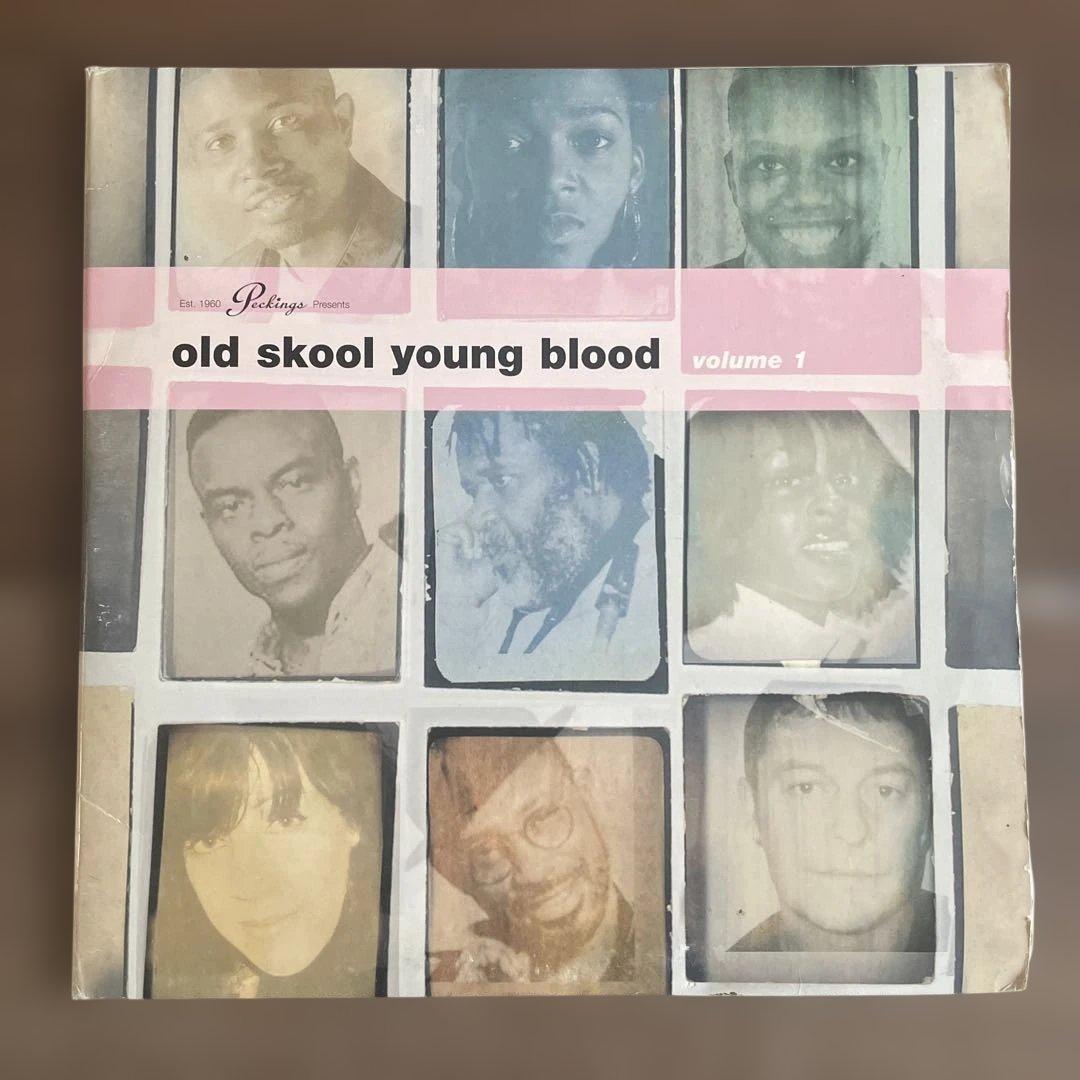 Est. 1960 Peckings Presents
old skool young blood volume 1